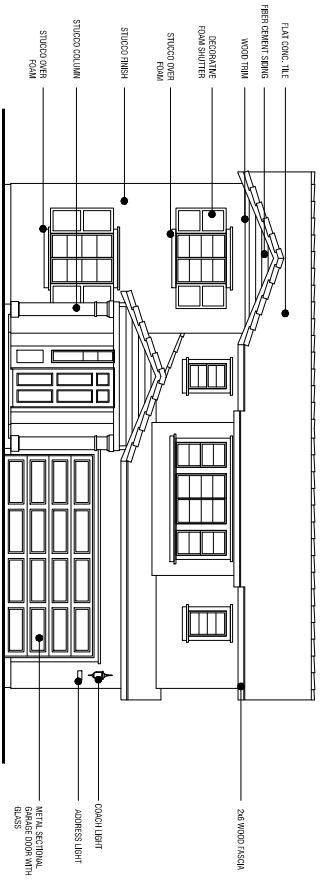 FLAT CONC. TILE
FIBER CEMENT SIDING
WOOD TRIM
DECORATIVE
FOAM SHUTTER
STUCCO OVER
FOAM
STUCCO FINISH
STUCCO COLUMN
STUCCO OVER
FOAM
2x6 WOOD FASCIA
COACH LIGHT
ADDRESS LIGHT
METAL SECTIONAL
GARAGE DOOR WITH
GLASS